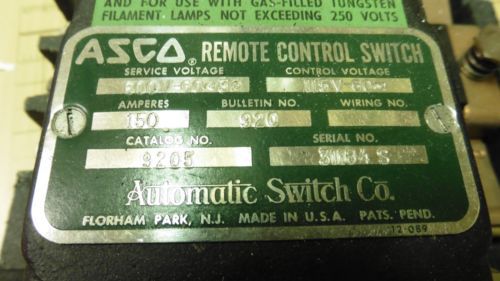 AND FOR USE WITH GAS-FILLED TUNGSTEN
FILAMENT LAMPS NOT EXCEEDING 250 VOLTS
ASCO® REMOTE CONTROL SWITCH
SERVICE VOLTAGE CONTROL VOLTAGE
AMPERES BULLETIN NO. WIRING NO.
150 920
CATALOG NO. SERIAL NO.
9205
Automatic Switch Co.
FLORHAM PARK, N.J. MADE IN U.S.A. PATS. PEND.
12-089